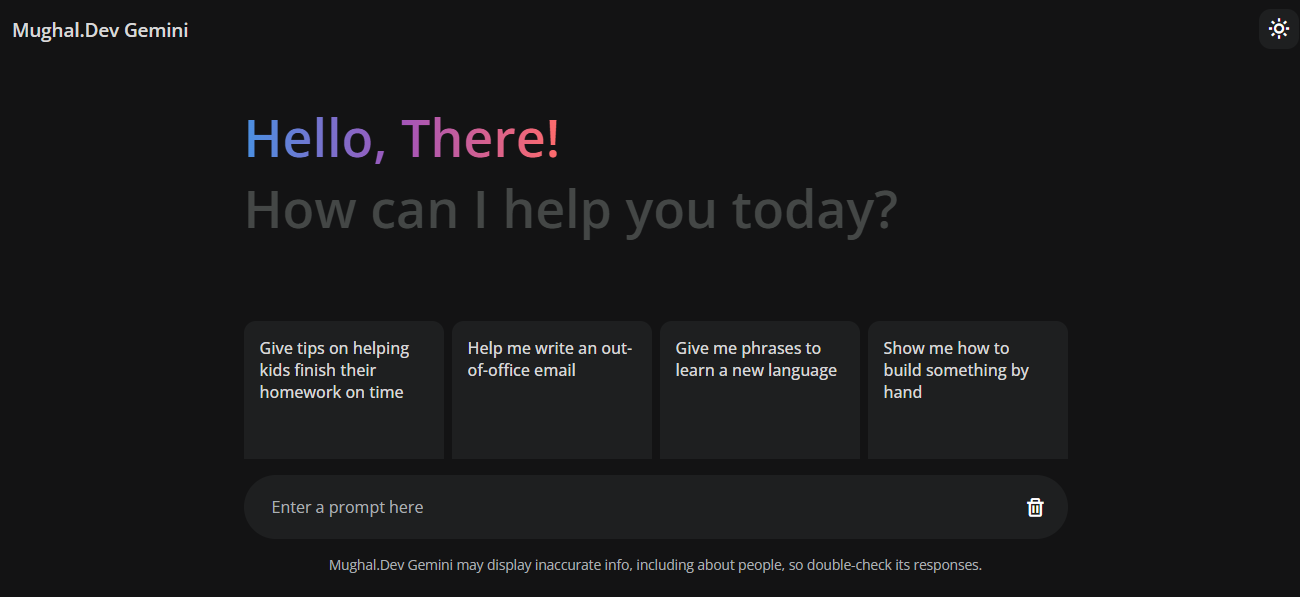 Mughal.Dev Gemini
Hello, There!
How can I help you today?
Give tips on helping
kids finish their
homework on time
Help me write an out-
of-office email
Give me phrases to
learn a new language
Show me how to
build something by
hand
Enter a prompt here
Mughal.Dev Gemini may display inaccurate info, including about people, so double-check its responses.